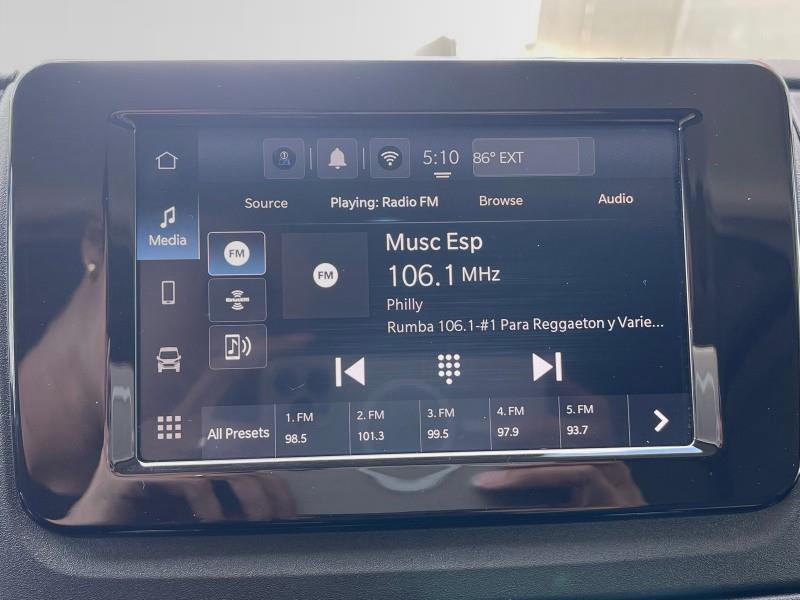 5:10 86° EXT
Source Playing: Radio FM Browse Audio
Media
FM
SiriusXM
FM
Musc Esp
106.1 MHz
Philly
Rumba 106.1-#1 Para Reggaeton y Varie...
All Presets
1. FM
98.5
2. FM
101.3
3. FM
99.5
4. FM
97.9
5. FM
93.7